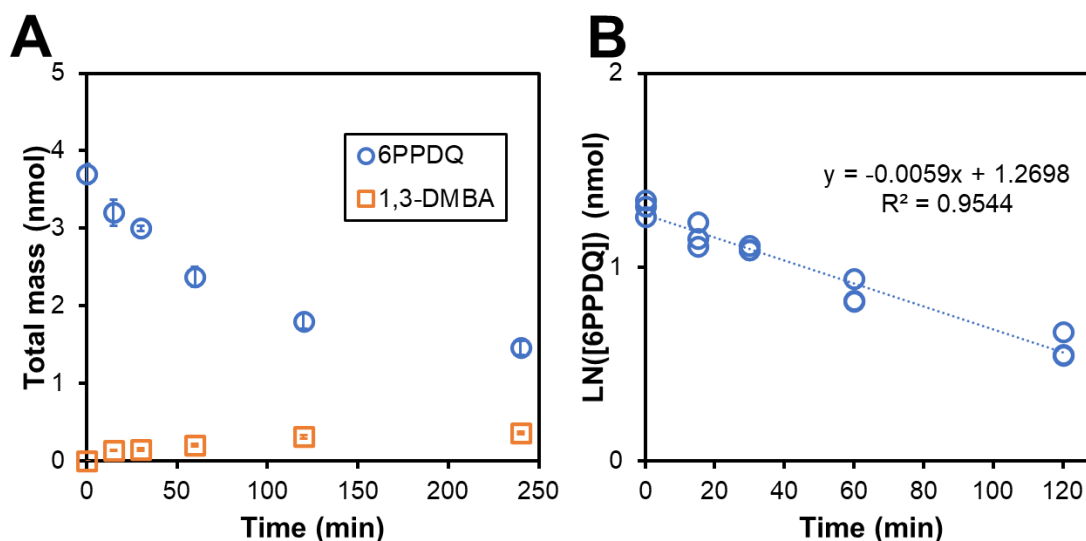 A
Total mass (nmol)
5
4
3
2
1
0
6PPDQ
1,3-DMBA
0
50
100
150
200
250
Time (min)
B
LN([6PPDQ]) (nmol)
2
1
0
y = -0.0059x + 1.2698
R² = 0.9544
0
20
40
60
80
100
120
Time (min)